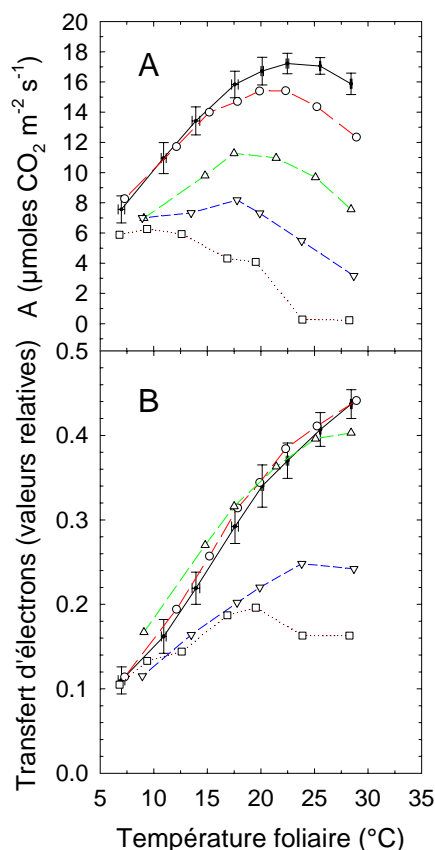 A (µmoles CO2 m-2 s-1)
20
18
16
14
12
10
8
6
4
2
0
A
Transfert d'électrons (valeurs relatives)
0.5
0.4
0.3
0.2
0.1
0.0
B
5 10 15 20 25 30 35
Température foliaire (°C)